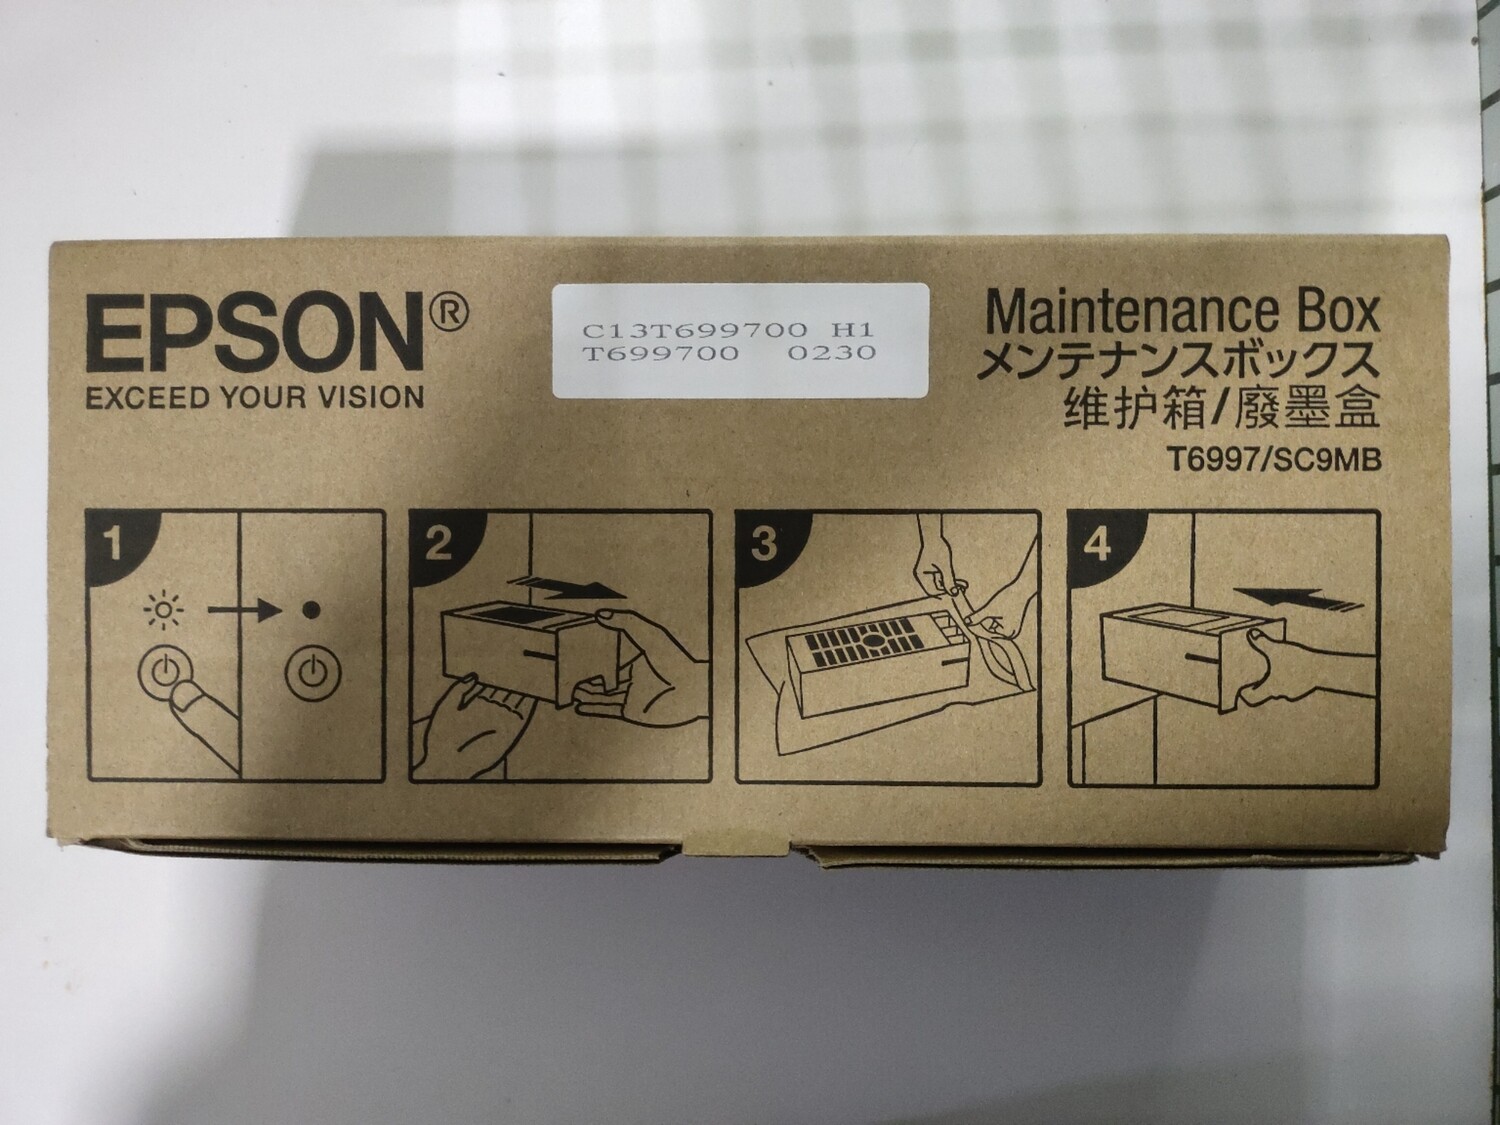 EPSON®
EXCEED YOUR VISION
C13T699700 H1
T699700 0230
Maintenance Box
メンテナンスボックス
维护箱/廢墨盒
T6997/SC9MB
1
2
3
4